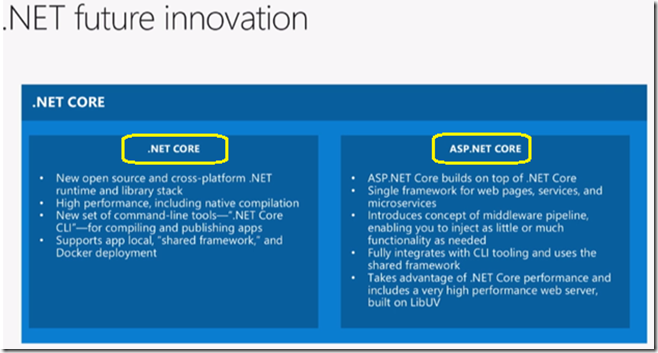 .NET future innovation
.NET CORE
.NET CORE
• New open source and cross-platform .NET
runtime and library stack
• High performance, including native compilation
• New set of command-line tools—“.NET Core
CLI”—for compiling and publishing apps
• Supports app local, “shared framework,” and
Docker deployment
ASP.NET CORE
• ASP.NET Core builds on top of .NET Core
• Single framework for web pages, services, and
microservices
• Introduces concept of middleware pipeline,
enabling you to inject as little or much
functionality as needed
• Fully integrates with CLI tooling and uses the
shared framework
• Takes advantage of .NET Core performance and
includes a very high performance web server,
built on LibUV